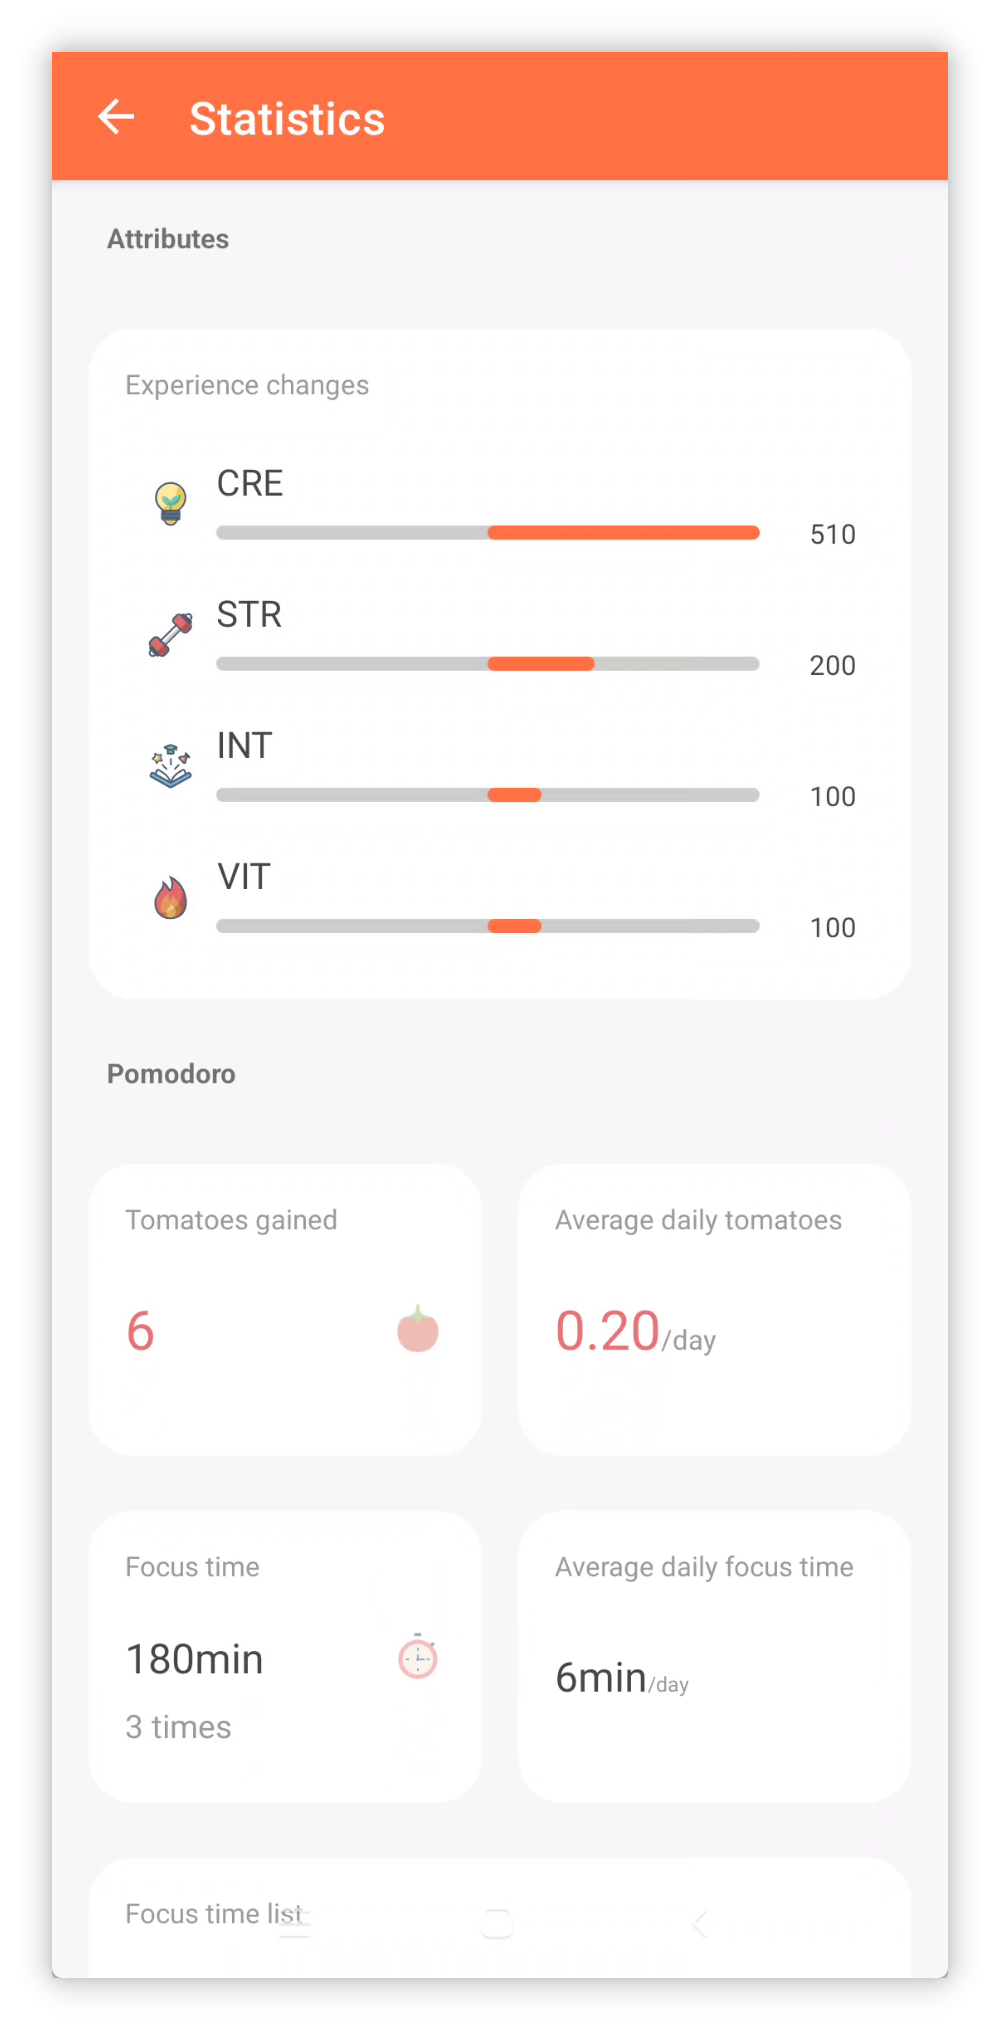 Statistics
Attributes
Experience changes
CRE
510
STR
200
INT
100
VIT
100
Pomodoro
Tomatoes gained
6
Average daily tomatoes
0.20/day
Focus time
180min
3 times
Average daily focus time
6min/day
Focus time list